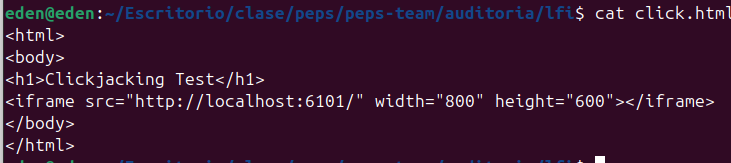 eden@eden:~/Escritorio/clase/peps/peps-team/auditoria/lfi$ cat click.html
<html>
<body>
<h1>Clickjacking Test</h1>
<iframe src="http://localhost:6101/" width="800" height="600"></iframe>
</body>
</html>